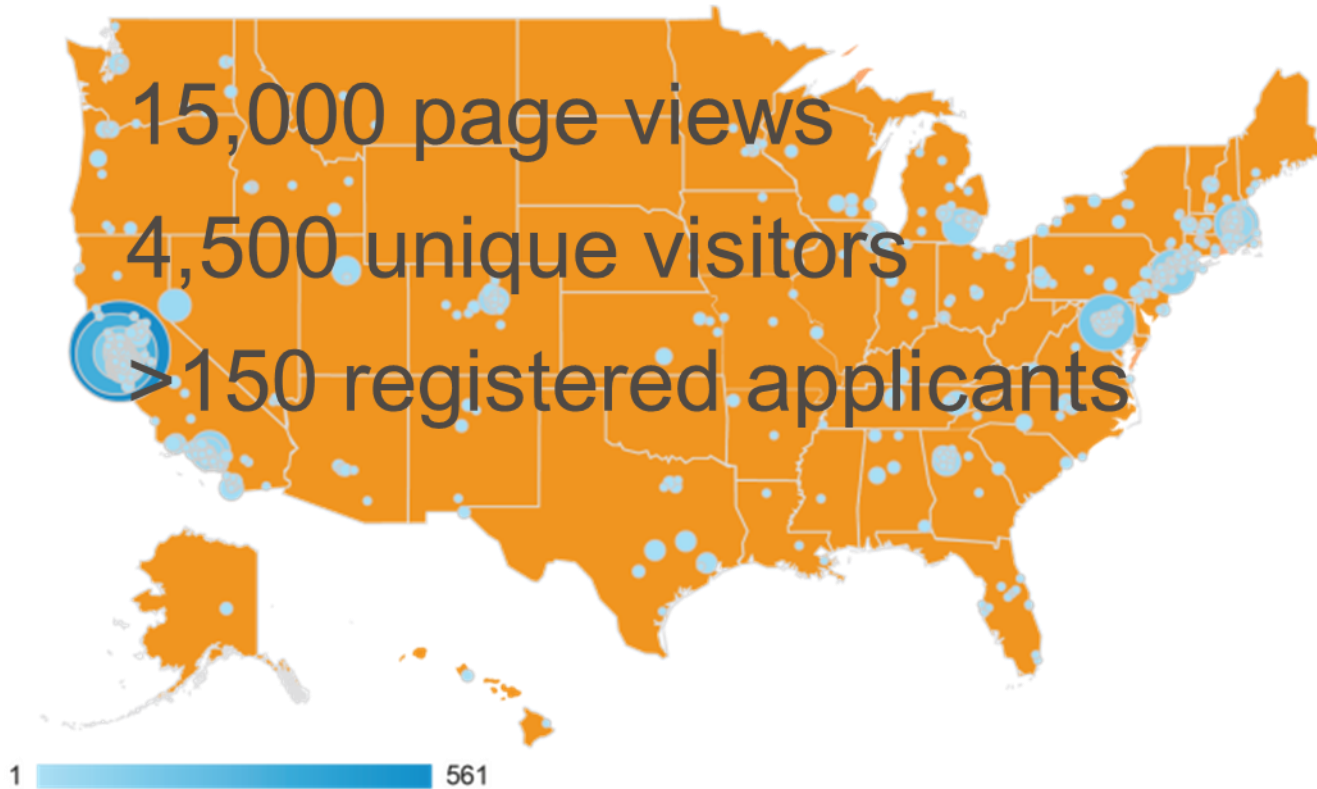 15,000 page views
4,500 unique visitors
>150 registered applicants
1 561